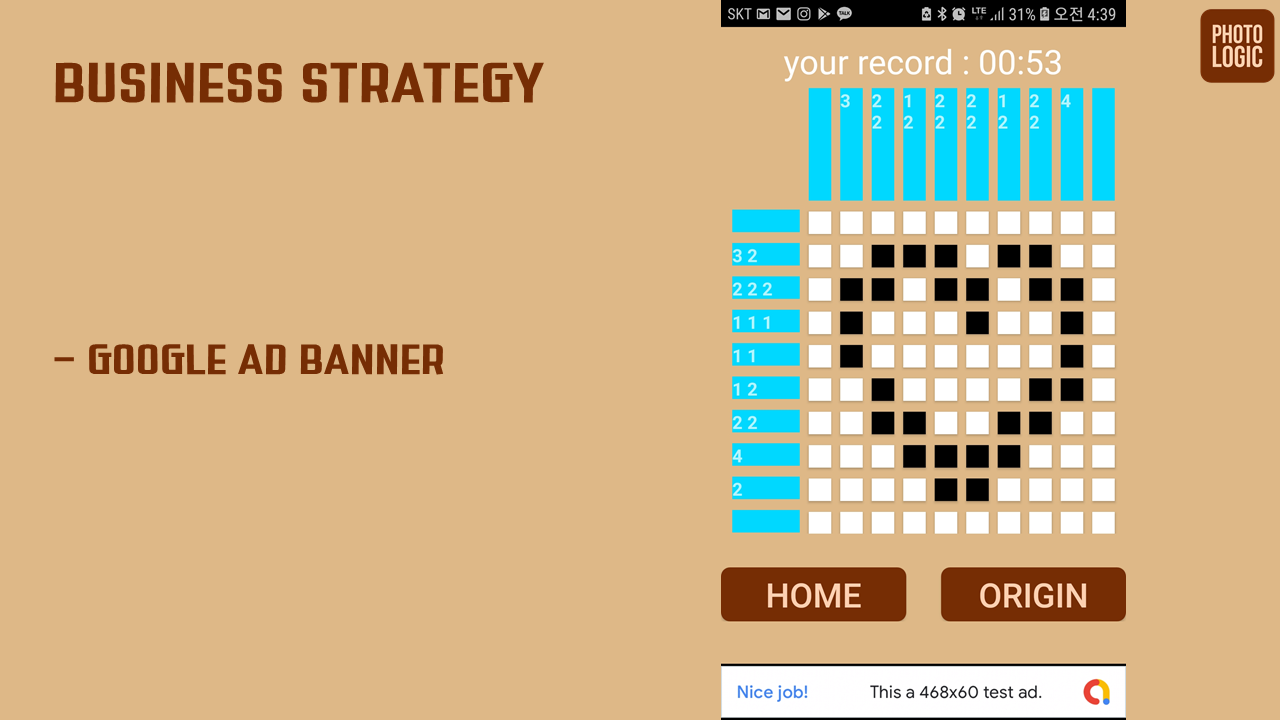 SKT TALK LTE 31% 오전 4:39
PHOTO
LOGIC
BUSINESS STRATEGY
your record : 00:53
3 2 1 2 2 1 2 4
2 2 2 2 2 2
3 2
2 2 2
1 1 1
1 1
- GOOGLE AD BANNER
1 2
2 2
4
2
HOME ORIGIN
Nice job! This a 468x60 test ad.